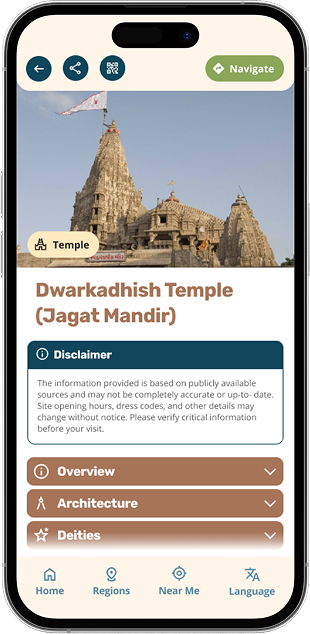 Navigate
Temple
Dwarkadhish Temple
(Jagat Mandir)
Disclaimer
The information provided is based on publicly available
sources and may not be completely accurate or up-to- date.
Site opening hours, dress codes, and other details may
change without notice. Please verify critical information
before your visit.
Overview
Architecture
Deities
Home
Regions
Near Me
Language